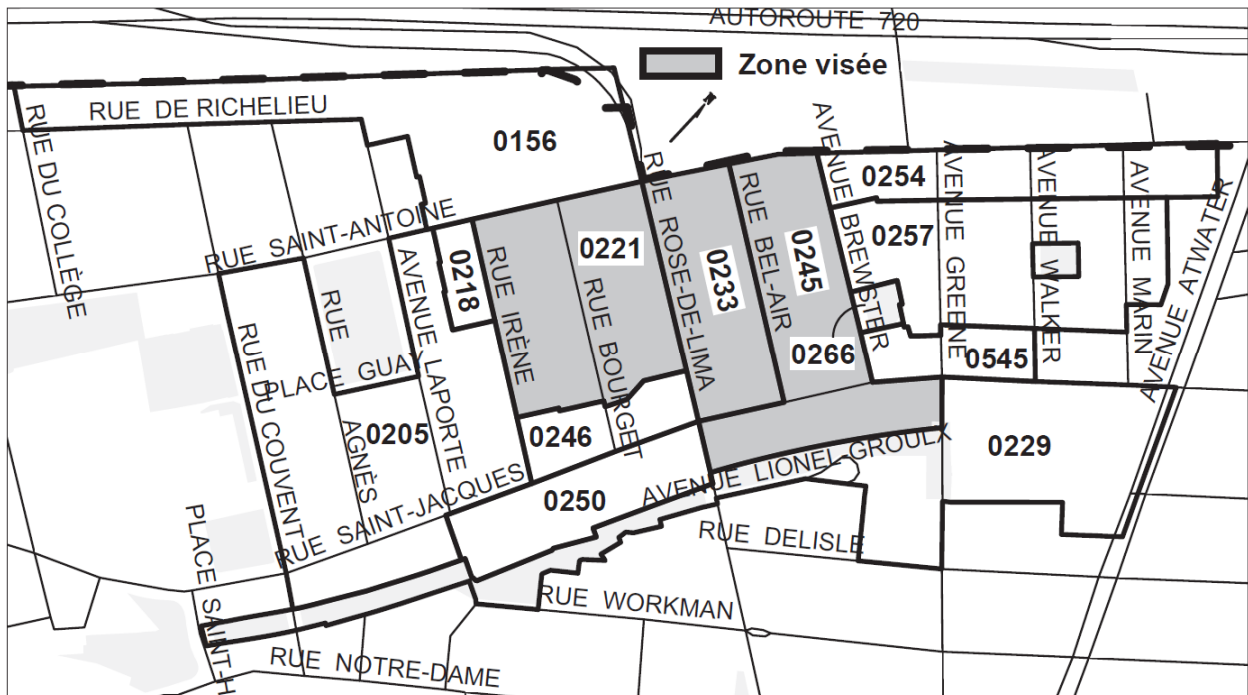 AUTOROUTE 720
Zone visée
RUE DE RICHELIEU
RUE DU COLLÈGE
0156
AVENUE BREWSTER
0254
AVENUE GREENE
AVENUE WALKER
AVENUE MARIN
AVENUE ATWATER
RUE SAINT-ANTOINE
RUE ROSE-DE-LIMA
RUE BEL-AIR
0221
0233
0245
0257
0218
RUE IRÈNE
RUE BOURGET
AVENUE LAPORTE
RUE AGNÈS
PLACE GUAY
RUE DU COUVENT
0266
0545
0205
0246
0229
0250
RUE SAINT-JACQUES
AVENUE LIONEL-GROULX
RUE DELISLE
RUE WORKMAN
PLACE SAINT-H
RUE NOTRE-DAME